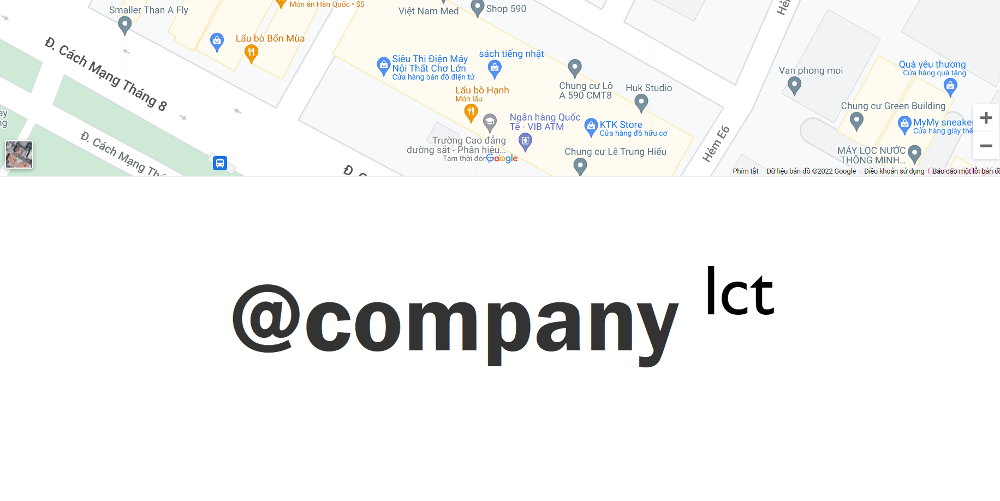 Smaller Than A Fly
Món ăn Hàn Quốc • $$
Việt Nam Med
Shop 590
Đ. Cách Mạng Tháng 8
Lẩu bò Bốn Mùa
Siêu Thị Điện Máy
Nội Thất Chợ Lớn
Cửa hàng bán đồ điện tử
sách tiếng nhật
Lẩu bò Hạnh
Món lẩu
Chung cư Lô
A 590 CMT8
Huk Studio
Van phong moi
Quà yêu thương
Cửa hàng quà tặng
Chung cư Green Building
MyMy sneaker
Cửa hàng giày thể
Ngân hàng Quốc
Tế - VIB ATM
KTK Store
Cửa hàng đồ hữu cơ
Hẻm E6
Trường Cao đẳng
đường sắt - Phân hiệu...
Tạm thời đóng
Google
Chung cư Lê Trung Hiếu
MÁY LỌC NƯỚC
THÔNG MINH...
Đ. Cách Mạng Thá
Phím tắt
Dữ liệu bản đồ ©2022 Google
Điều khoản sử dụng
Báo cáo một lỗi bản đồ
@company lct